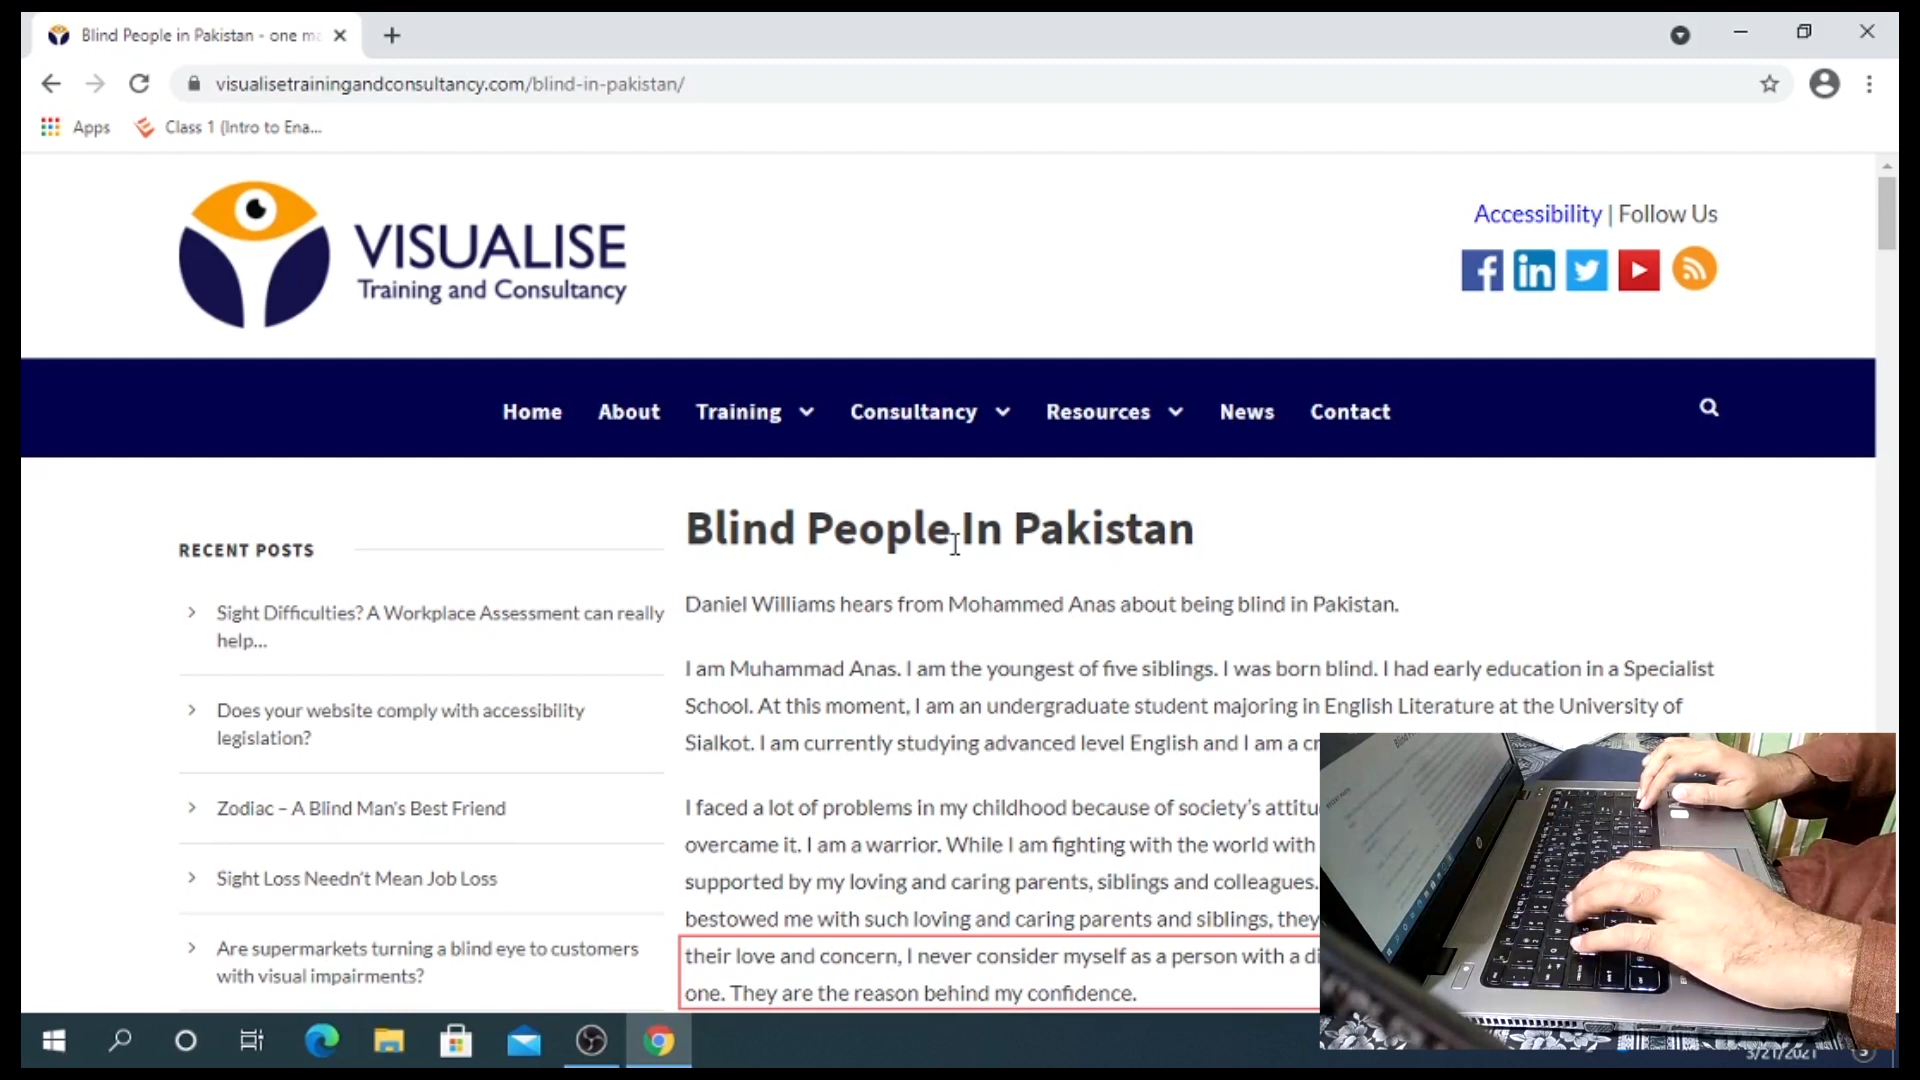 Blind People in Pakistan - one ma
visualisetrainingandconsultancy.com/blind-in-pakistan/
Apps
Class 1 (Intro to Ena...
VISUALISE
Training and Consultancy
Accessibility | Follow Us
Home About Training Consultancy Resources News Contact
RECENT POSTS
Sight Difficulties? A Workplace Assessment can really
help...
Does your website comply with accessibility
legislation?
Zodiac – A Blind Man's Best Friend
Sight Loss Needn't Mean Job Loss
Are supermarkets turning a blind eye to customers
with visual impairments?
Blind People In Pakistan
Daniel Williams hears from Mohammed Anas about being blind in Pakistan.
I am Muhammad Anas. I am the youngest of five siblings. I was born blind. I had early education in a Specialist
School. At this moment, I am an undergraduate student majoring in English Literature at the University of
Sialkot. I am currently studying advanced level English and I am a cr
I faced a lot of problems in my childhood because of society's attitu
overcame it. I am a warrior. While I am fighting with the world with
supported by my loving and caring parents, siblings and colleagues.
bestowed me with such loving and caring parents and siblings, they
their love and concern, I never consider myself as a person with a di
one. They are the reason behind my confidence.
3/21/2021